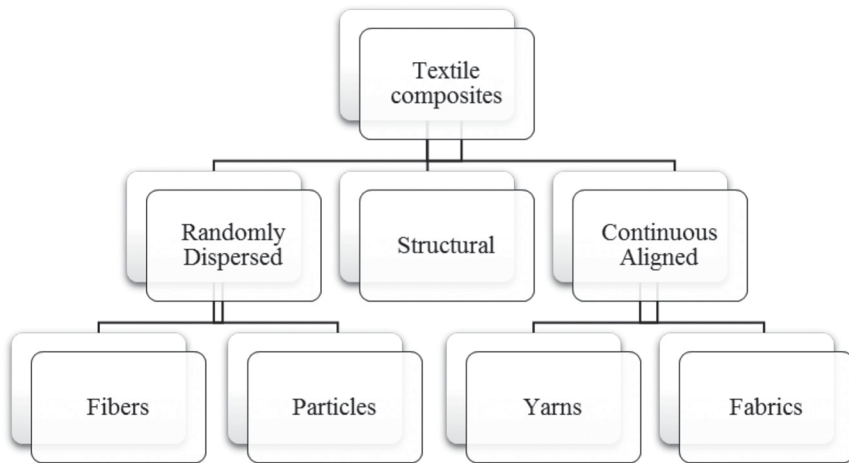 Textile
composites
Randomly
Dispersed
Structural
Continuous
Aligned
Fibers
Particles
Yarns
Fabrics